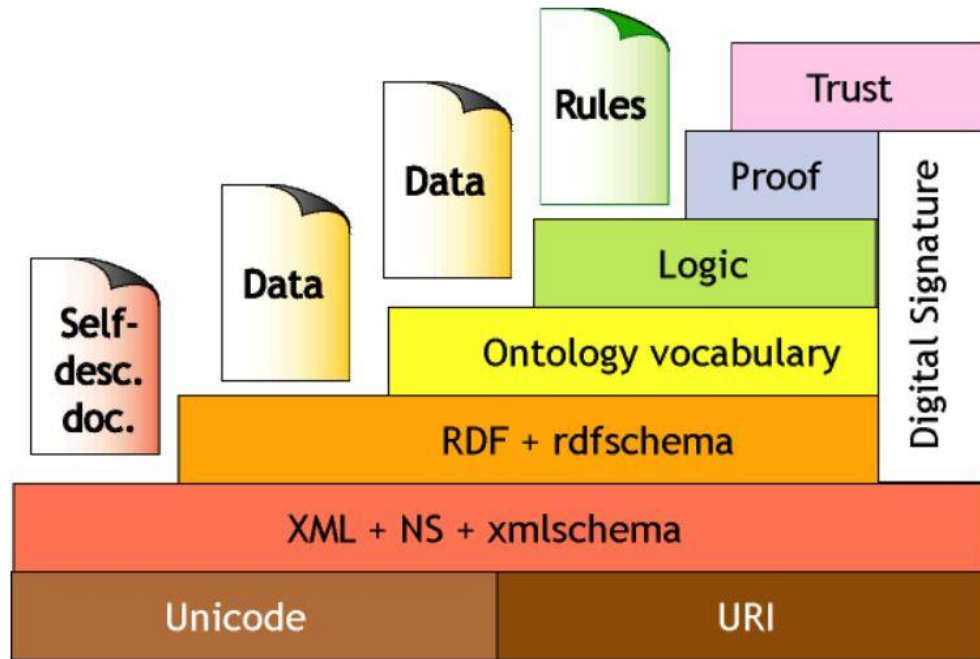 Rules
Trust
Data
Proof
Data
Logic
Self-
desc.
doc.
Ontology vocabulary
Digital Signature
RDF + rdfschema
XML + NS + xmlschema
Unicode
URI